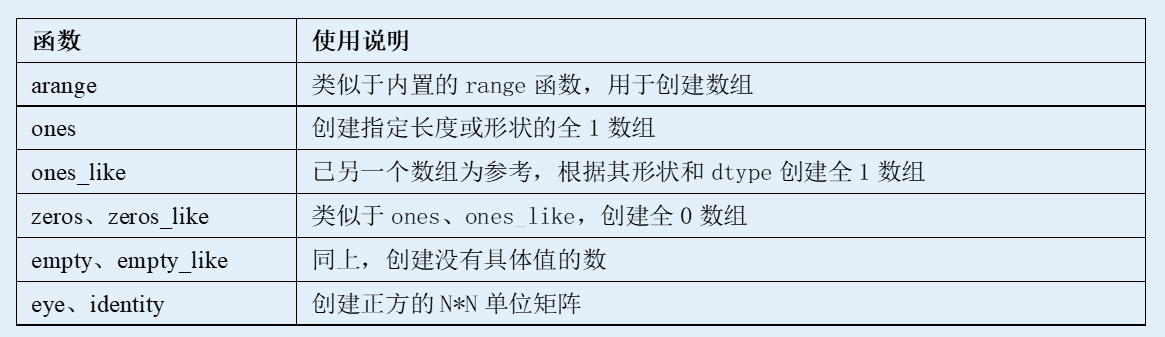 函数 使用说明
arange 类似于内置的 range 函数，用于创建数组
ones 创建指定长度或形状的全 1 数组
ones_like 己另一个数组为参考，根据其形状和 dtype 创建全 1 数组
zeros、zeros_like 类似于 ones、ones_like，创建全 0 数组
empty、empty_like 同上，创建没有具体值的数
eye、identity 创建正方的 N*N 单位矩阵